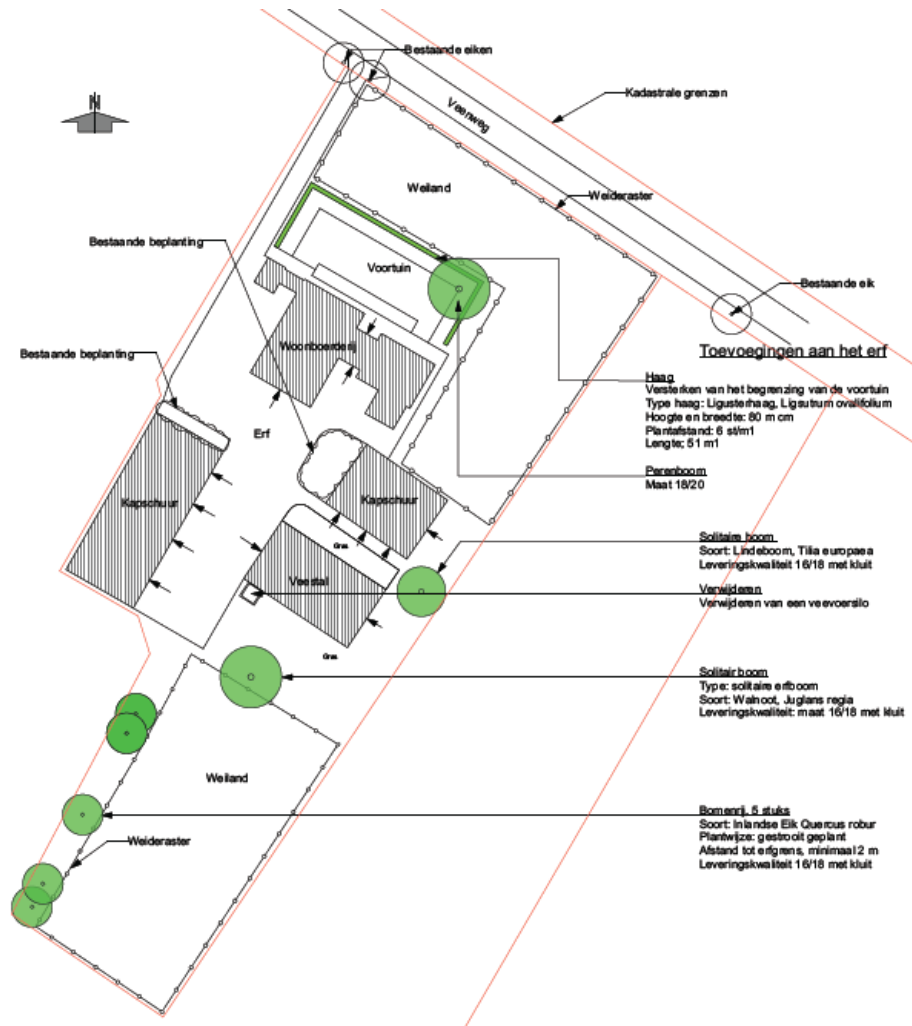 Bestaande eiken
Kadastrale grenzen
N
Veenweg
Weiland
Weideraster
Bestaande beplanting
Voortuin
Bestaande eik
Woonboerderij
Bestaande beplanting
Toevoegingen aan het erf
Haag
Versterken van het begrenzing van de voortuin
Type haag: Ligusterhaag, Ligsutrum ovalifolium
Hoogte en breedte: 80 m cm
Plantafstand: 6 st/m1
Lengte; 51 m1
Erf
Perenboom
Maat 18/20
Kapschuur
Kapschuur
Gras
Solitaire boom
Soort: Lindeboom, Tilia europaea
Leveringskwaliteit 16/18 met kluit
Veestal
Verwijderen
Verwijderen van een veevoersilo
Gras
Solitair boom
Type: solitaire erfboom
Soort: Walnoot, Juglans regia
Leveringskwaliteit: maat 16/18 met kluit
Weiland
Bomenrij, 5 stuks
Soort: Inlandse Eik Quercus robur
Plantwijze: gestrooit geplant
Afstand tot erfgrens, minimaal 2 m
Leveringskwaliteit 16/18 met kluit
Weideraster